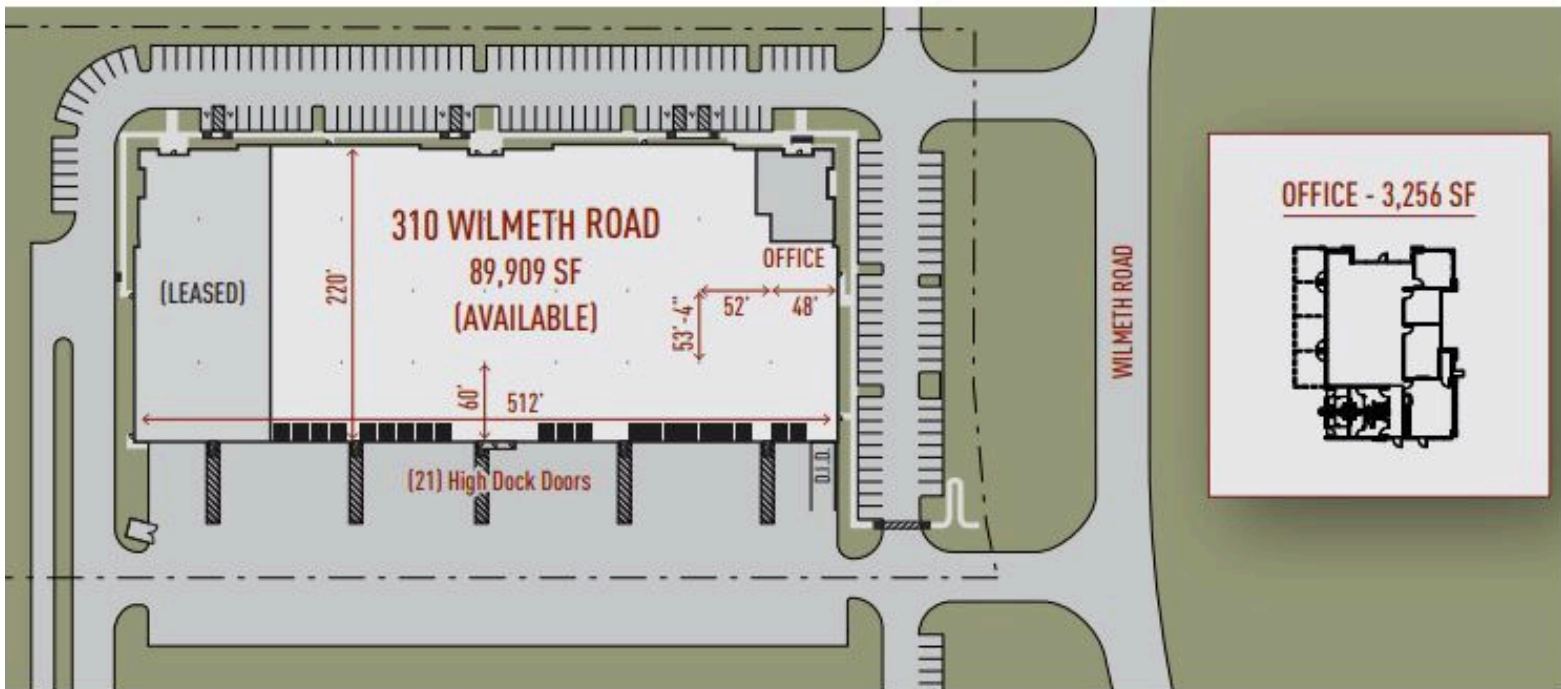 310 WILMETH ROAD
89,909 SF
(AVAILABLE)
(LEASED)
220'
OFFICE
52'
48'
53'-4"
60'
512'
(21) High Dock Doors
D.I.D.
WILMETH ROAD
OFFICE - 3,256 SF